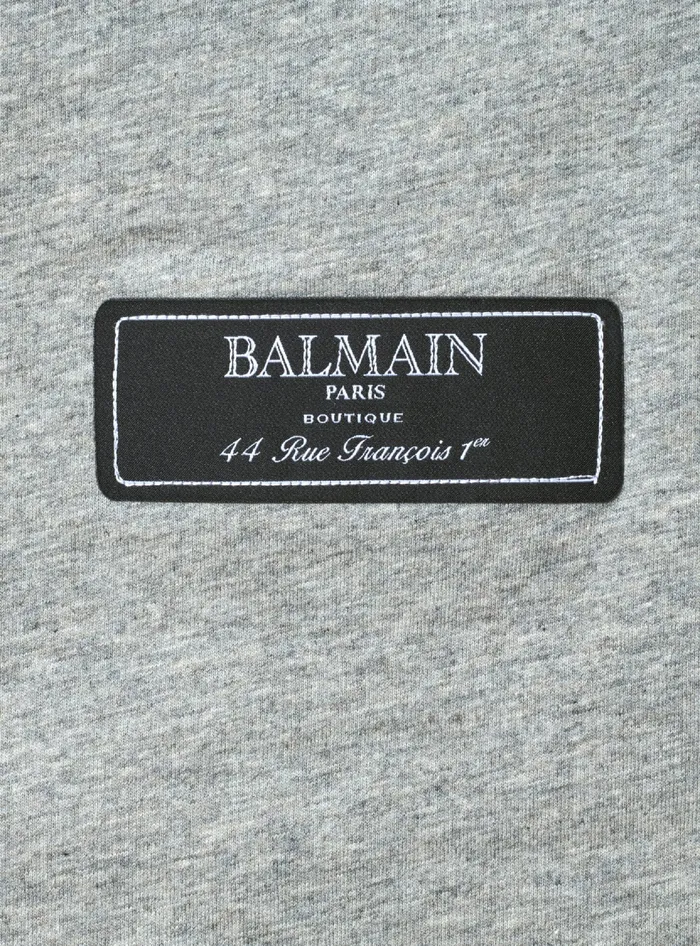 BALMAIN
PARIS
BOUTIQUE
44 Rue François 1er